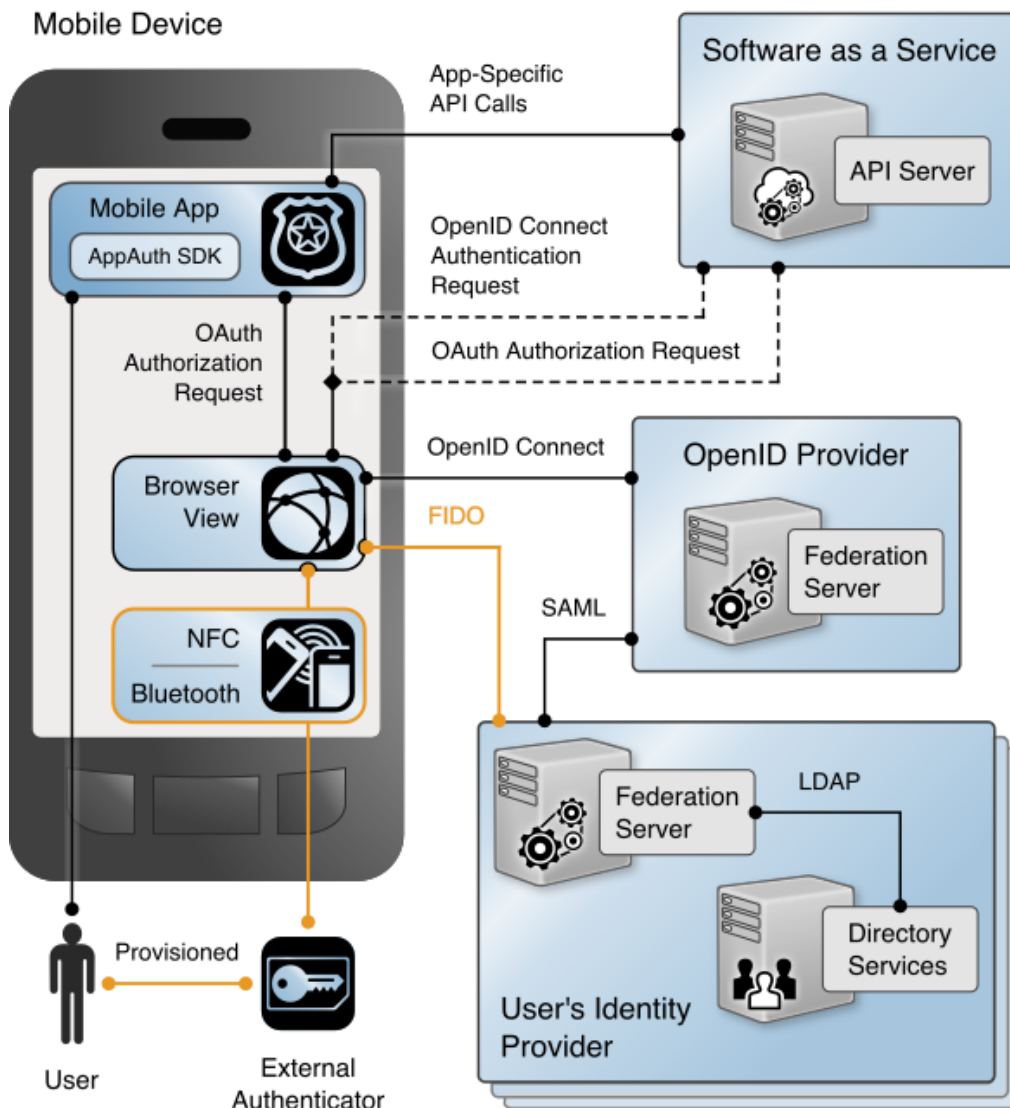 Mobile Device
App-Specific
API Calls
Software as a Service
API Server
Mobile App
AppAuth SDK
OpenID Connect
Authentication
Request
OAuth
Authorization
Request
OAuth Authorization Request
OpenID Connect
OpenID Provider
Federation
Server
Browser
View
FIDO
SAML
NFC
Bluetooth
Federation
Server
LDAP
Directory
Services
User's Identity
Provider
Provisioned
User
External
Authenticator